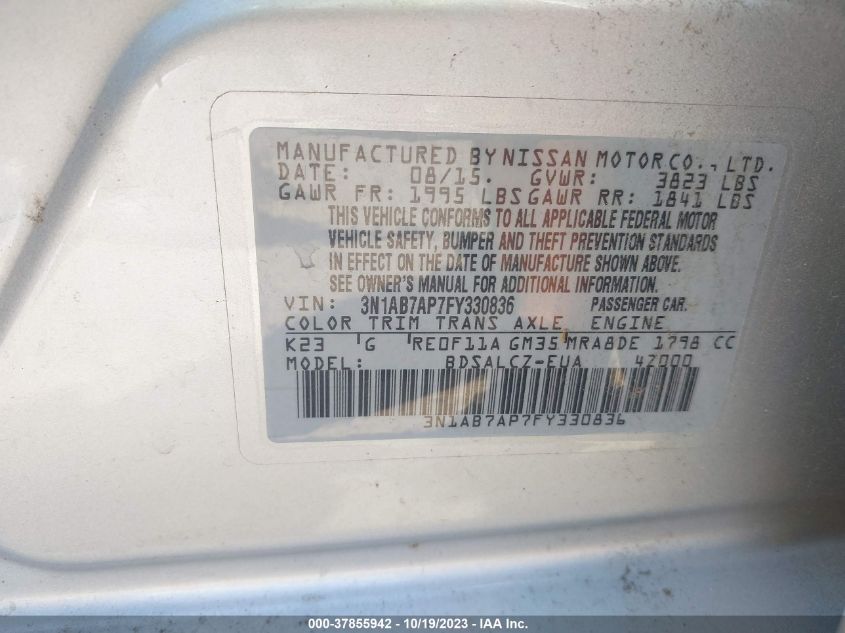 MANUFACTURED BY NISSAN MOTOR CO., LTD.
DATE: 08/15. GVWR: 3823 LBS
GAWR FR: 1995 LBS GAWR RR: 1841 LBS
THIS VEHICLE CONFORMS TO ALL APPLICABLE FEDERAL MOTOR
VEHICLE SAFETY, BUMPER AND THEFT PREVENTION STANDARDS
IN EFFECT ON THE DATE OF MANUFACTURE SHOWN ABOVE.
SEE OWNER'S MANUAL FOR ADDITIONAL INFORMATION.
VIN: 3N1AB7AP7FY330836 PASSENGER CAR.
COLOR TRIM TRANS AXLE ENGINE
K23 G RE0F11A GM35 MRA8DE 1798 CC
MODEL: BDSALCZ-EUA 42000
3N1AB7AP7FY330836
000-37855942 - 10/19/2023 - IAA Inc.